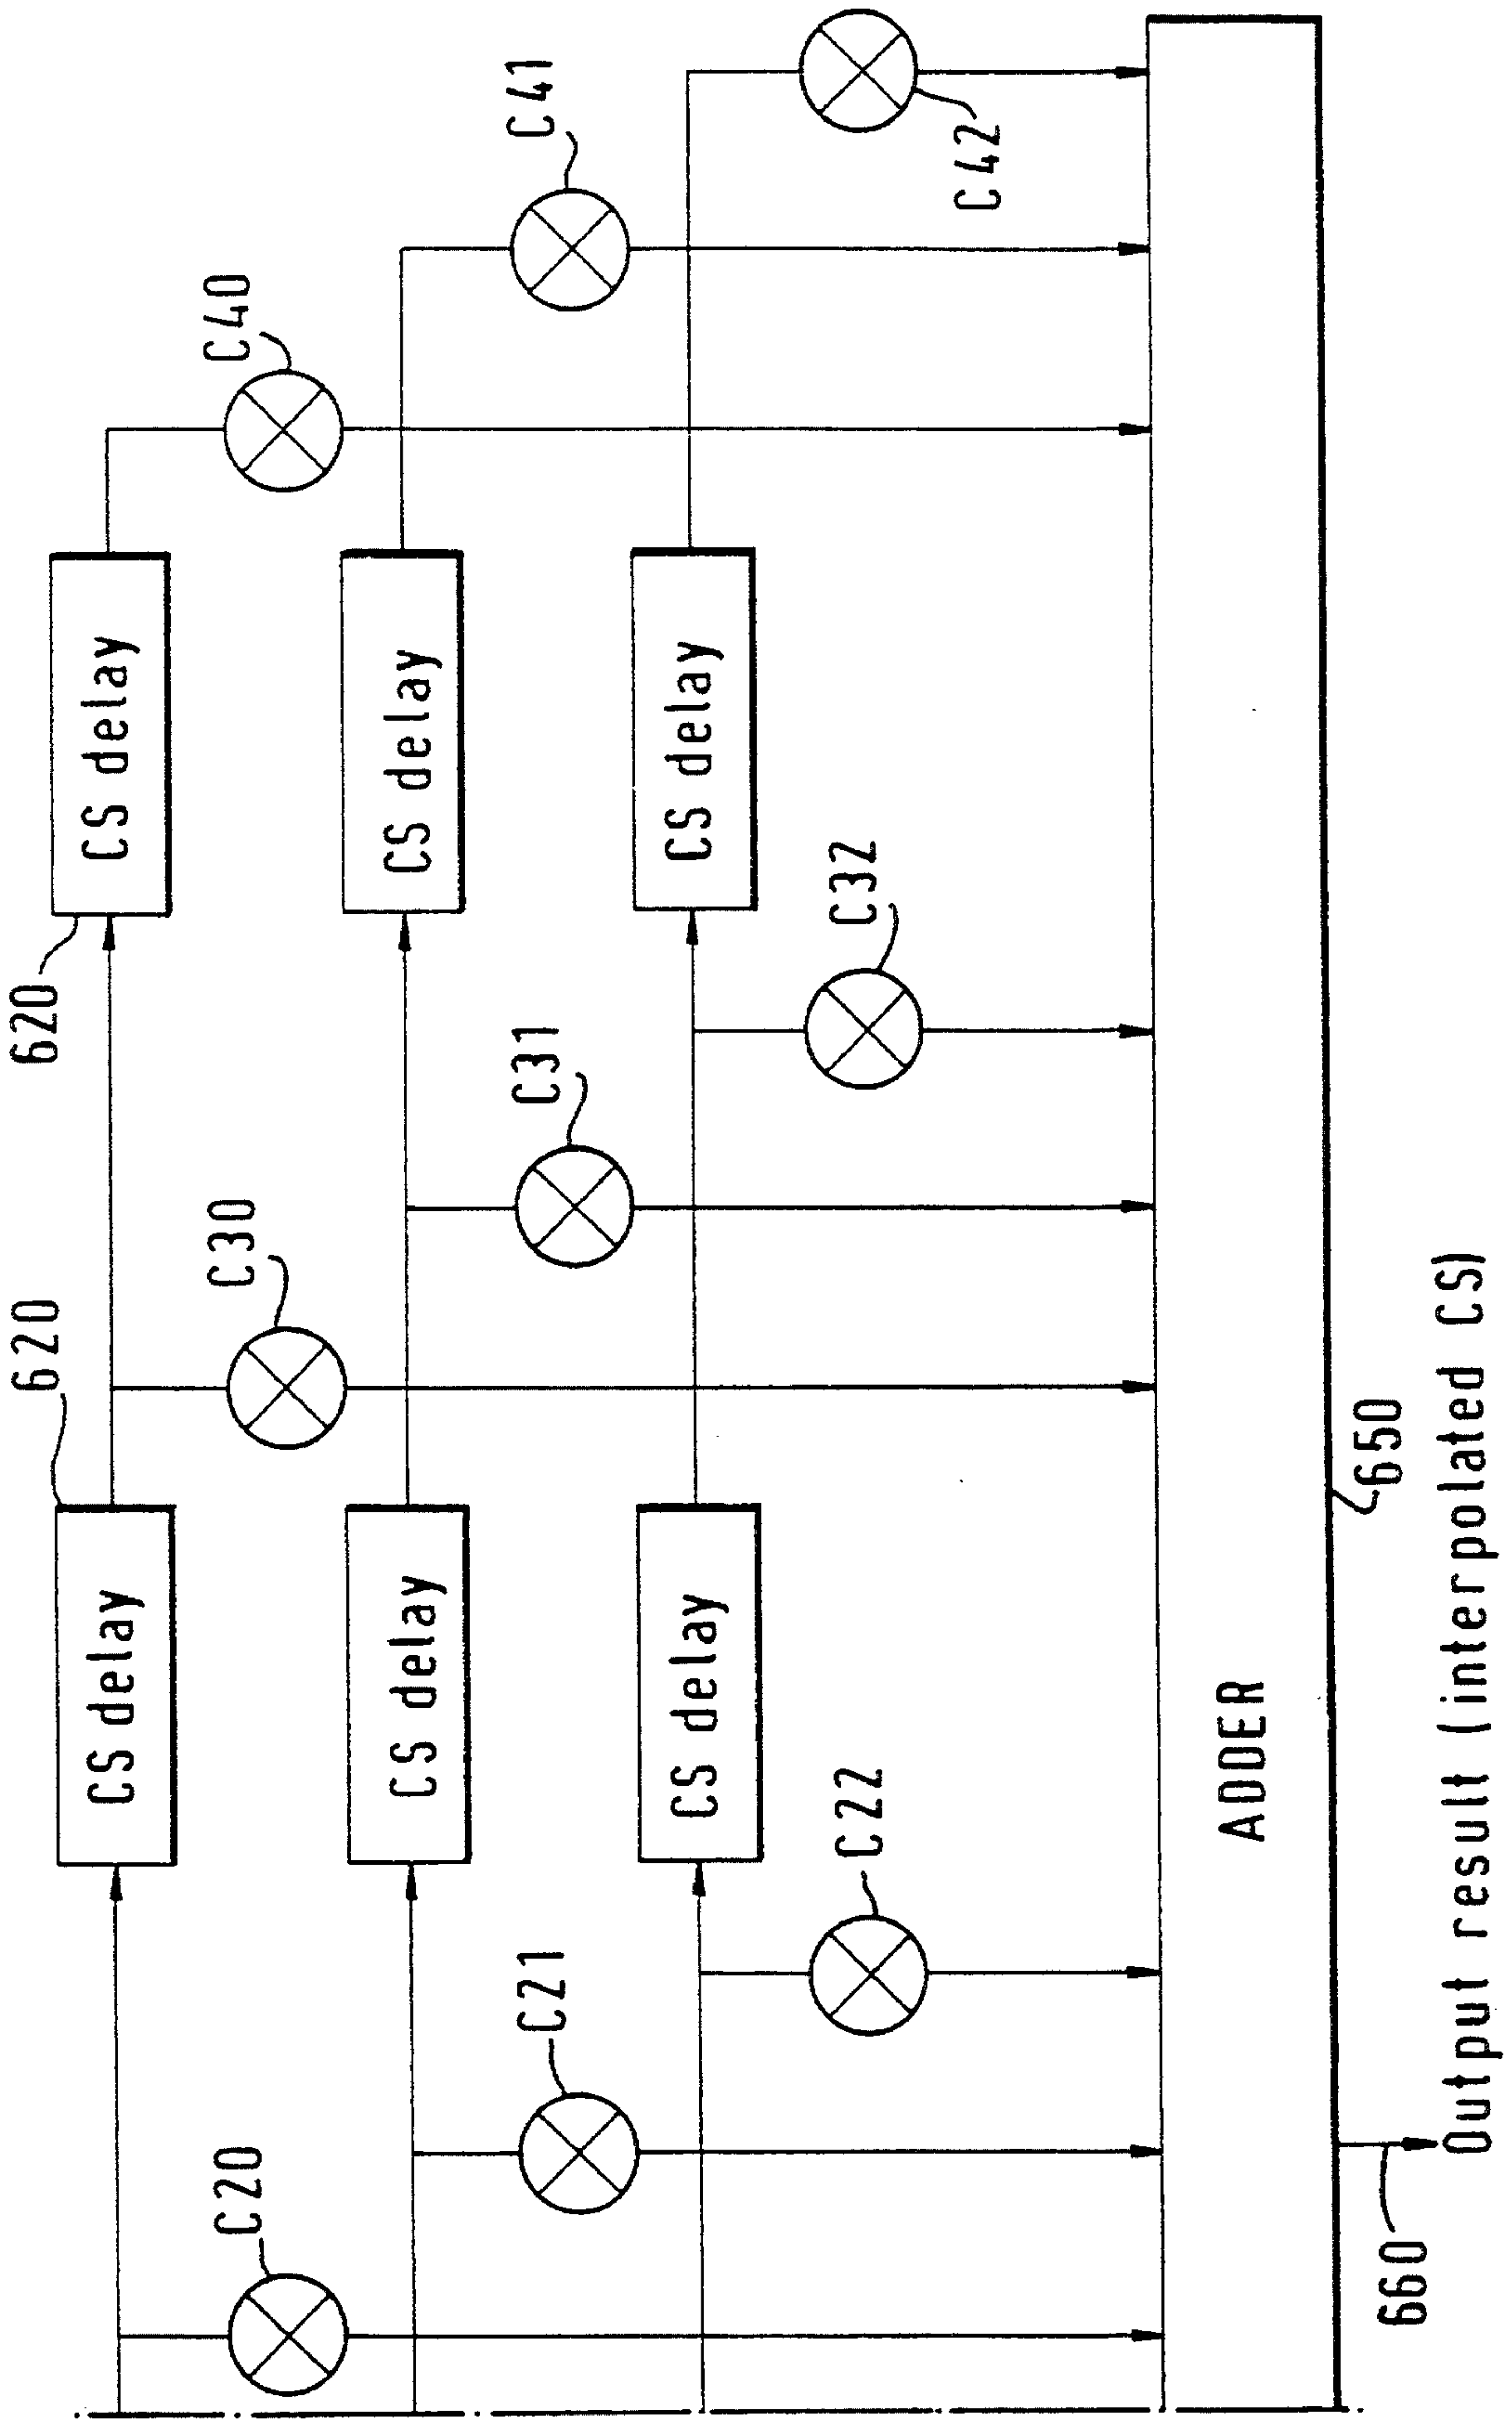 620
620
CS delay
CS delay
C20
C30
C40
CS delay
CS delay
C21
C31
C41
CS delay
CS delay
C22
C32
C42
ADDER
650
660
Output result (interpolated CS)